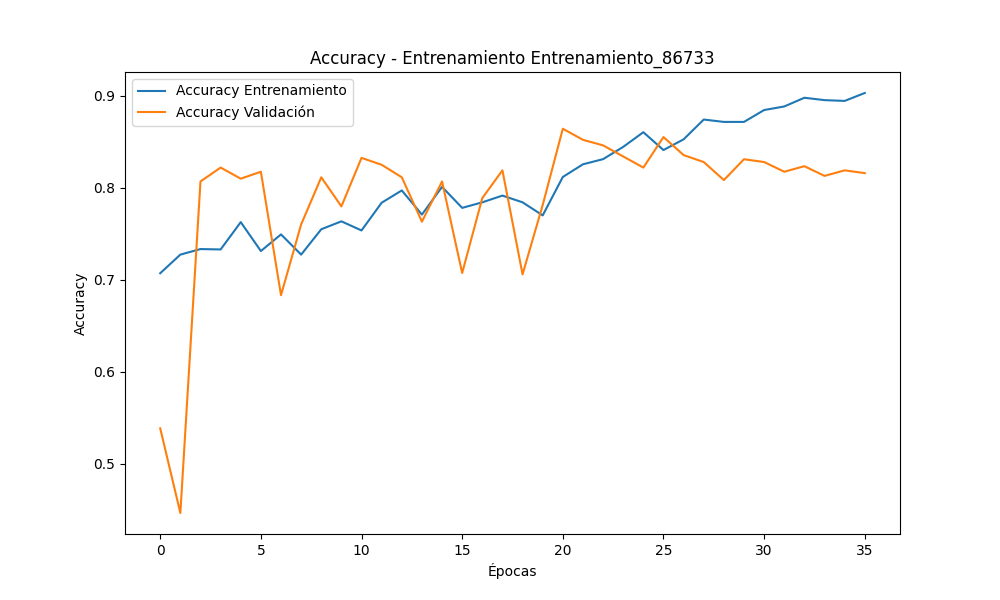 Accuracy - Entrenamiento Entrenamiento_86733
Accuracy Entrenamiento
Accuracy Validación
0.9
0.8
0.7
0.6
0.5
Accuracy
0 5 10 15 20 25 30 35
Épocas